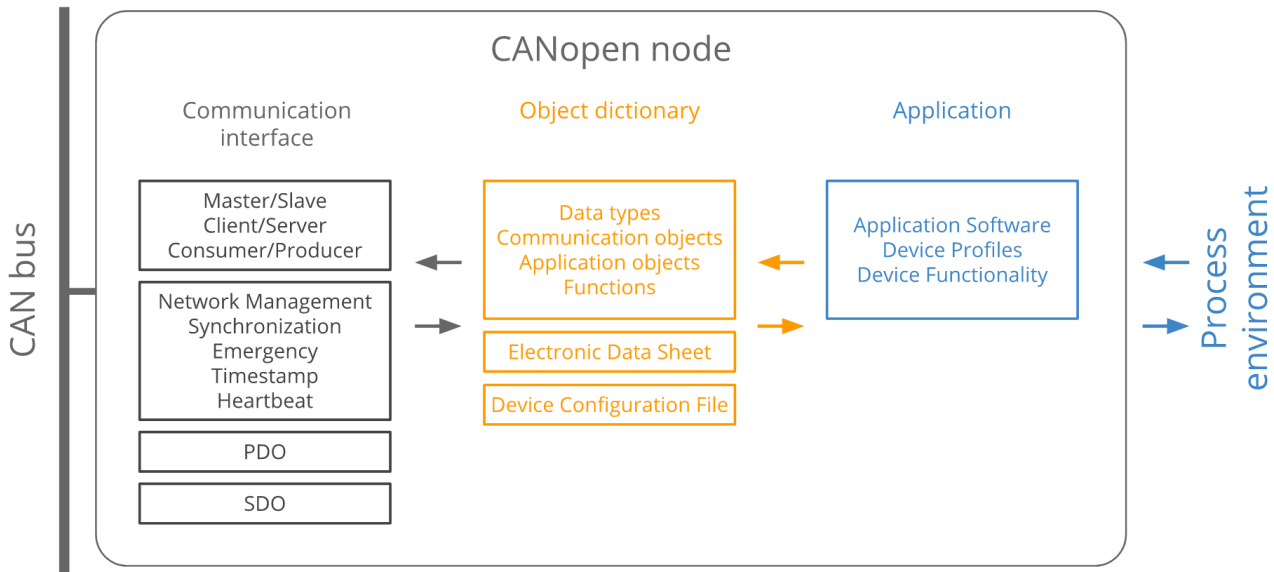 CANopen node
CAN bus
Communication
interface
Master/Slave
Client/Server
Consumer/Producer
Network Management
Synchronization
Emergency
Timestamp
Heartbeat
PDO
SDO
Object dictionary
Data types
Communication objects
Application objects
Functions
Electronic Data Sheet
Device Configuration File
Application
Application Software
Device Profiles
Device Functionality
Process
environment